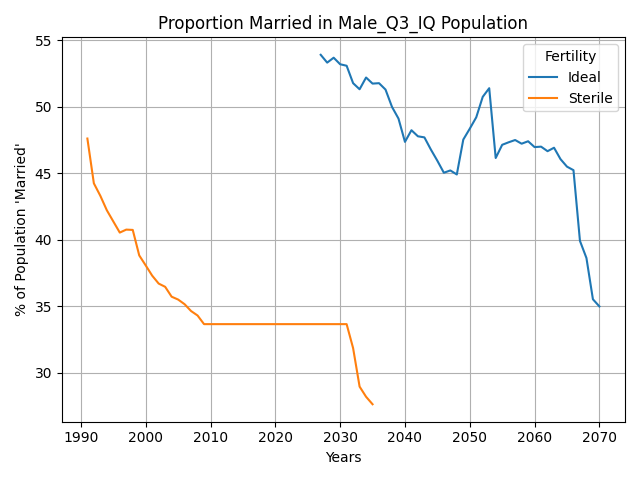 Proportion Married in Male_Q3_IQ Population
% of Population 'Married'
55
50
45
40
35
30
Fertility
Ideal
Sterile
1990 2000 2010 2020 2030 2040 2050 2060 2070
Years